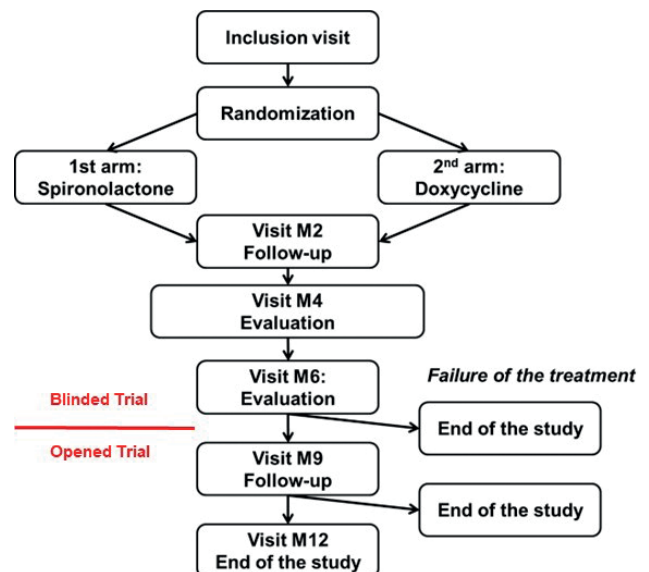 Inclusion visit
Randomization
1st arm:
Spironolactone
2nd arm:
Doxycycline
Visit M2
Follow-up
Visit M4
Evaluation
Visit M6:
Evaluation
Failure of the treatment
Blinded Trial
End of the study
Opened Trial
Visit M9
Follow-up
End of the study
Visit M12
End of the study